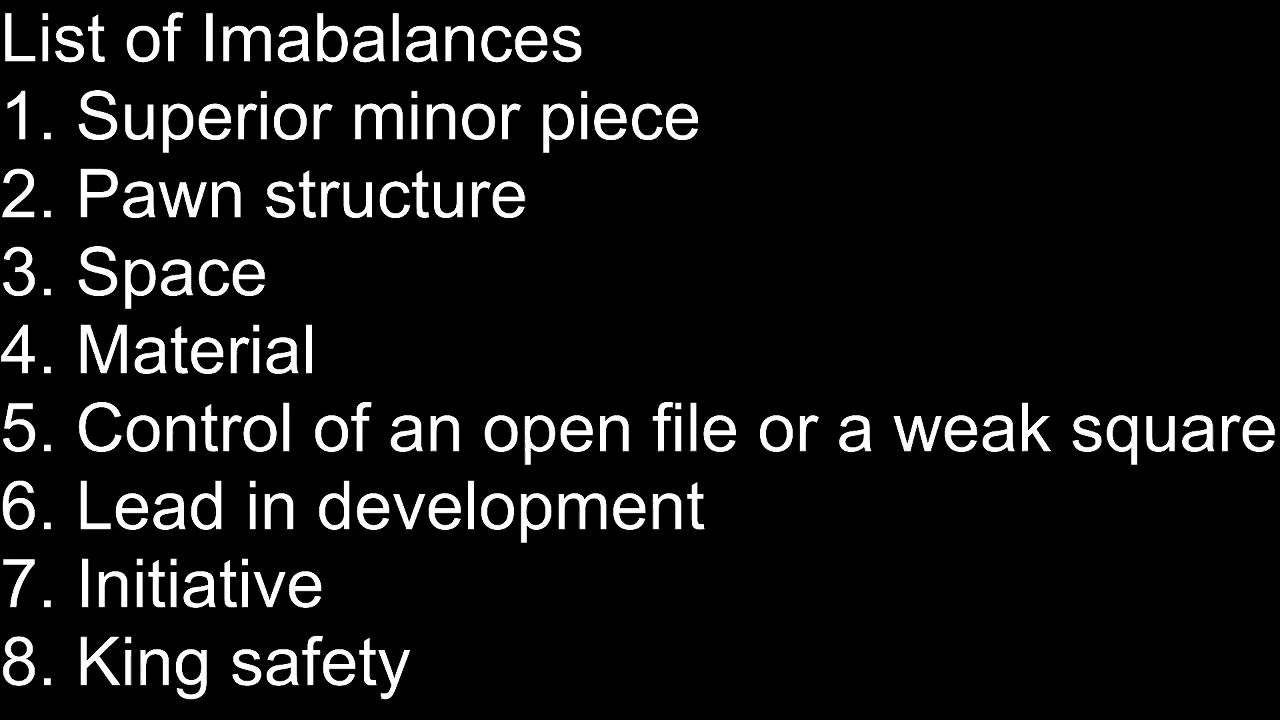 List of Imabalances
1. Superior minor piece
2. Pawn structure
3. Space
4. Material
5. Control of an open file or a weak square
6. Lead in development
7. Initiative
8. King safety